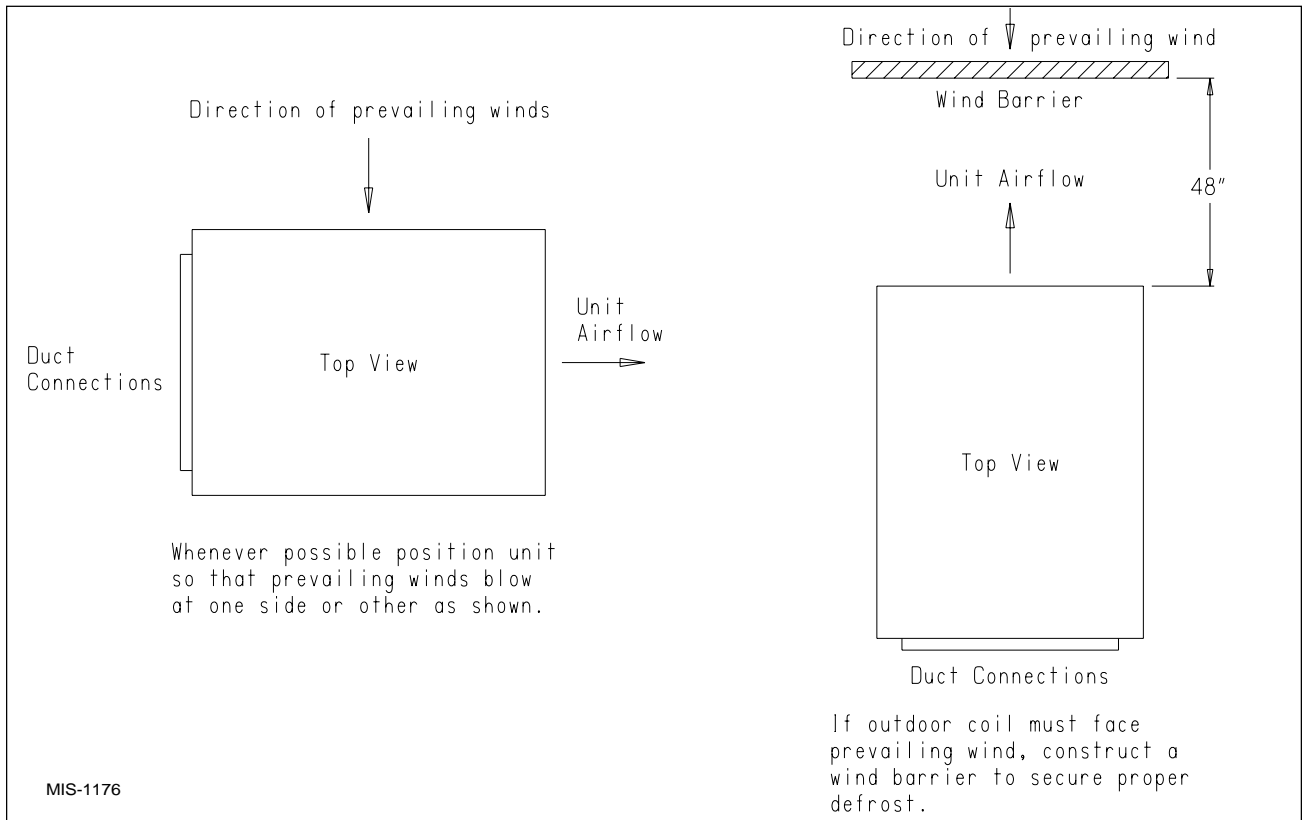 Direction of prevailing winds
Duct
Connections
Top View
Unit
Airflow
Whenever possible position unit
so that prevailing winds blow
at one side or other as shown.
MIS-1176
Direction of prevailing wind
Wind Barrier
Unit Airflow
48"
Top View
Duct Connections
If outdoor coil must face
prevailing wind, construct a
wind barrier to secure proper
defrost.